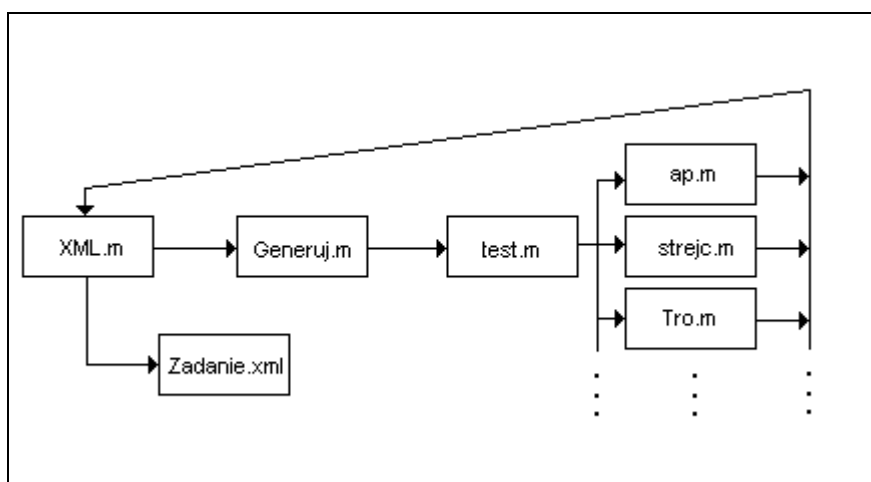 ap.m
XML.m
Generuj.m
test.m
strejc.m
Tro.m
Zadanie.xml